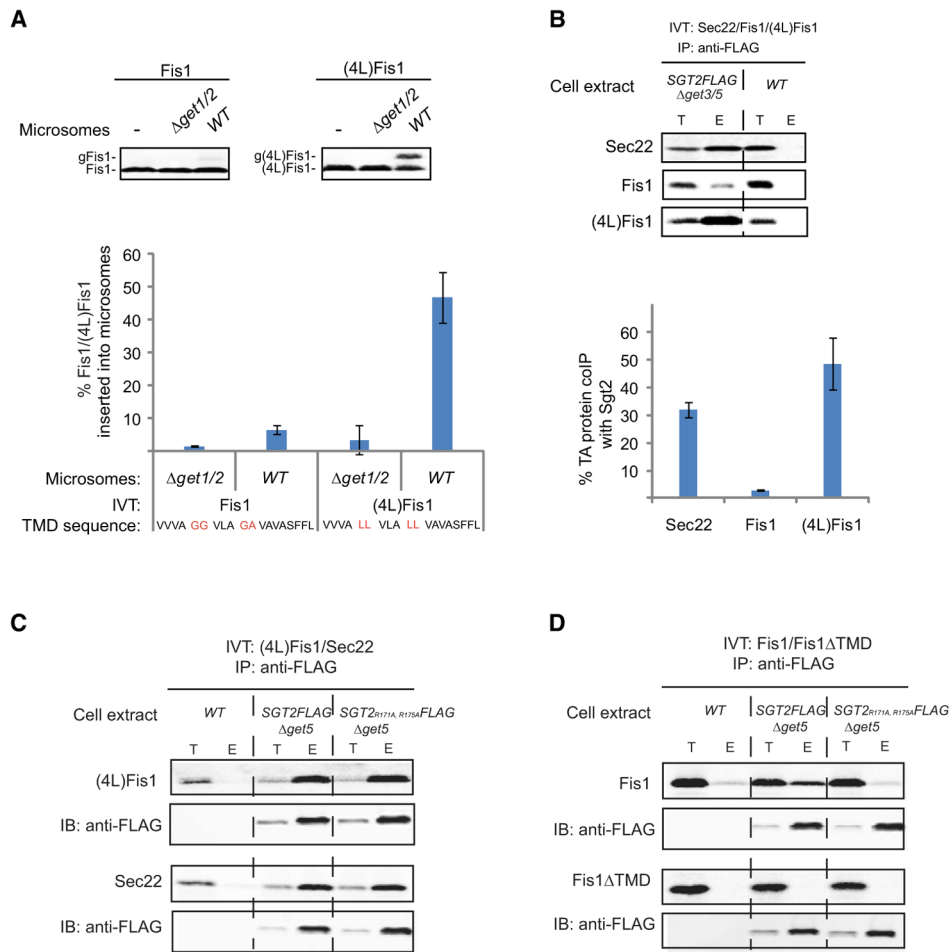 A
Fis1
(4L)Fis1
Microsomes
- Δget1/2 WT
- Δget1/2 WT
gFis1-
Fis1-
g(4L)Fis1-
(4L)Fis1-
% Fis1/(4L)Fis1
inserted into microsomes
60
50
40
30
20
10
Microsomes: Δget1/2 WT Δget1/2 WT
IVT: Fis1 (4L)Fis1
TMD sequence: VVVA GG VLA GA VAVASFFL VVVA LL VLA LL VAVASFFL
B
IVT: Sec22/Fis1/(4L)Fis1
IP: anti-FLAG
Cell extract
SGT2FLAG
Δget3/5
WT
T E T E
Sec22
Fis1
(4L)Fis1
% TA protein coIP
with Sgt2
60
50
40
30
20
10
Sec22 Fis1 (4L)Fis1
C
IVT: (4L)Fis1/Sec22
IP: anti-FLAG
Cell extract
WT
SGT2FLAG
Δget5
SGT2R171A, R175AFLAG
Δget5
T E T E T E
(4L)Fis1
IB: anti-FLAG
Sec22
IB: anti-FLAG
D
IVT: Fis1/Fis1ΔTMD
IP: anti-FLAG
Cell extract
WT
SGT2FLAG
Δget5
SGT2R171A, R175AFLAG
Δget5
T E T E T E
Fis1
IB: anti-FLAG
Fis1ΔTMD
IB: anti-FLAG